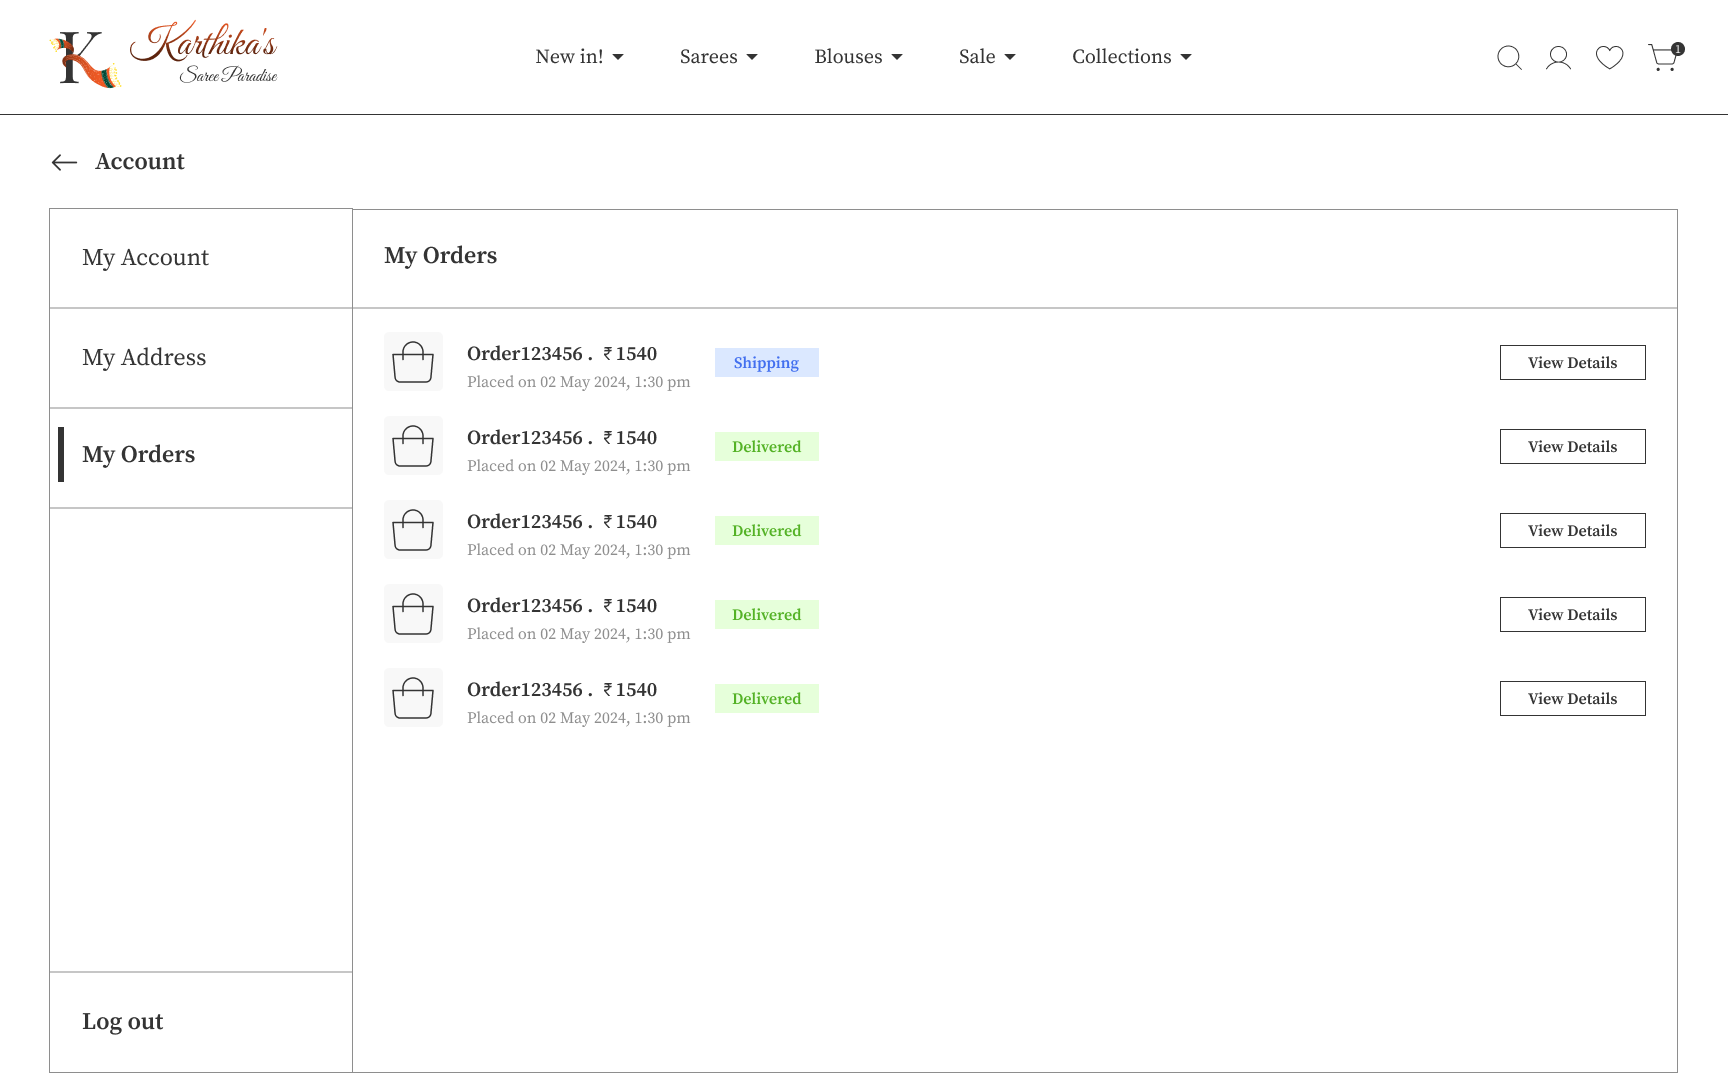 Karthika's
Saree Paradise
New in!
Sarees
Blouses
Sale
Collections
1
Account
My Account
My Address
My Orders
Log out
My Orders
Order123456 . ₹ 1540
Placed on 02 May 2024, 1:30 pm
Shipping
View Details
Order123456 . ₹ 1540
Placed on 02 May 2024, 1:30 pm
Delivered
View Details
Order123456 . ₹ 1540
Placed on 02 May 2024, 1:30 pm
Delivered
View Details
Order123456 . ₹ 1540
Placed on 02 May 2024, 1:30 pm
Delivered
View Details
Order123456 . ₹ 1540
Placed on 02 May 2024, 1:30 pm
Delivered
View Details